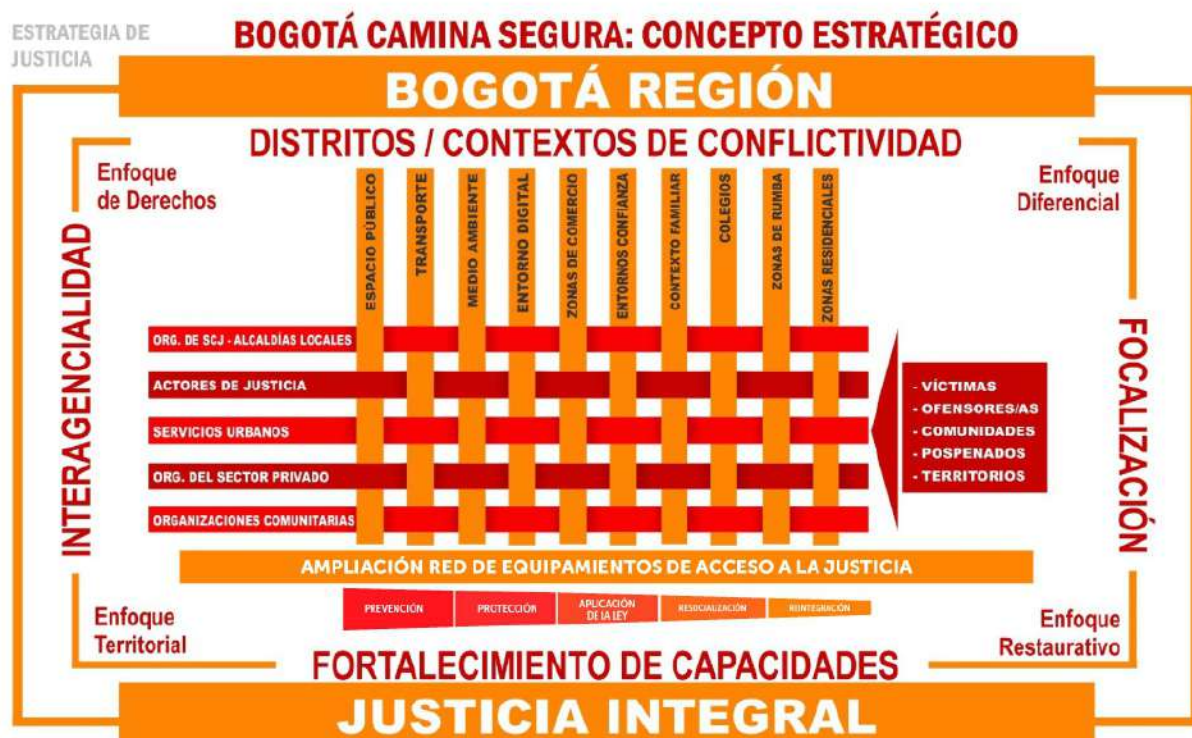 ESTRATEGIA DE
JUSTICIA
BOGOTÁ CAMINA SEGURA: CONCEPTO ESTRATÉGICO
BOGOTÁ REGIÓN
DISTRITOS / CONTEXTOS DE CONFLICTIVIDAD
Enfoque
de Derechos
Enfoque
Diferencial
INTERAGENCIALIDAD
FOCALIZACIÓN
ESPACIO PÚBLICO
TRANSPORTE
MEDIO AMBIENTE
ENTORNO DIGITAL
ZONAS DE COMERCIO
ENTORNOS CONFIANZA
CONTEXTO FAMILIAR
COLEGIOS
ZONAS DE RUMBA
ZONAS RESIDENCIALES
ORG. DE SCJ - ALCALDÍAS LOCALES
ACTORES DE JUSTICIA
SERVICIOS URBANOS
ORG. DEL SECTOR PRIVADO
ORGANIZACIONES COMUNITARIAS
- VÍCTIMAS
- OFENSORES/AS
- COMUNIDADES
- POSPENADOS
- TERRITORIOS
AMPLIACIÓN RED DE EQUIPAMIENTOS DE ACCESO A LA JUSTICIA
PREVENCIÓN
PROTECCIÓN
APLICACIÓN
DE LA LEY
RESOCIALIZACIÓN
REINTEGRACIÓN
Enfoque
Territorial
Enfoque
Restaurativo
FORTALECIMIENTO DE CAPACIDADES
JUSTICIA INTEGRAL